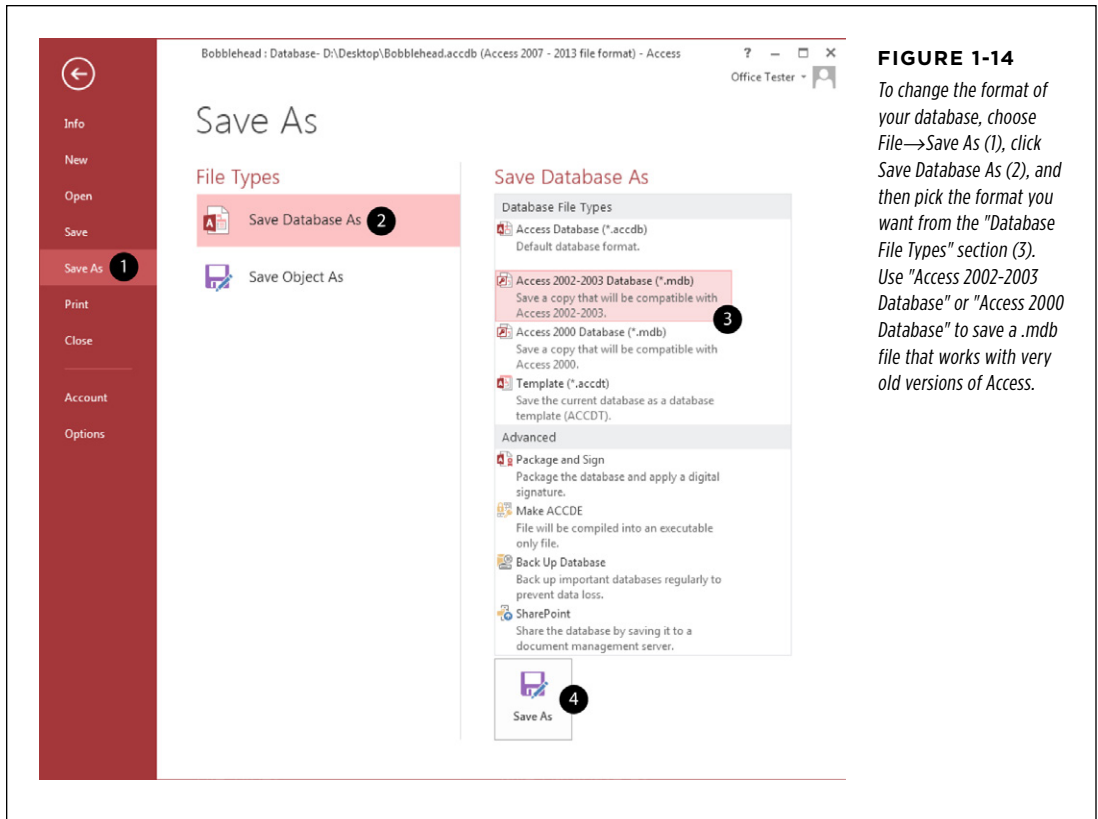 Bobblehead : Database- D:\Desktop\Bobblehead.accdb (Access 2007 - 2013 file format) - Access
?
Office Tester
Info
New
Open
Save
Save As 1
Print
Close
Account
Options
Save As
File Types
Save Database As 2
Save Object As
Save Database As
Database File Types
Access Database (*.accdb)
Default database format.
Access 2002-2003 Database (*.mdb)
Save a copy that will be compatible with
Access 2002-2003.
3
Access 2000 Database (*.mdb)
Save a copy that will be compatible with
Access 2000.
Template (*.accdt)
Save the current database as a database
template (ACCDT).
Advanced
Package and Sign
Package the database and apply a digital
signature.
Make ACCDE
File will be compiled into an executable
only file.
Back Up Database
Back up important databases regularly to
prevent data loss.
SharePoint
Share the database by saving it to a
document management server.
4
Save As
FIGURE 1-14
To change the format of
your database, choose
File→Save As (1), click
Save Database As (2), and
then pick the format you
want from the "Database
File Types" section (3).
Use "Access 2002-2003
Database" or "Access 2000
Database" to save a .mdb
file that works with very
old versions of Access.